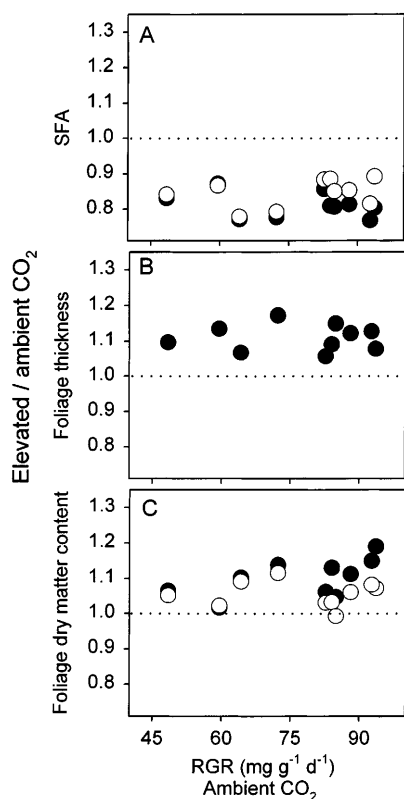 A
1.3
1.2
1.1
1.0
0.9
0.8
SFA
B
1.3
1.2
1.1
1.0
0.9
0.8
Foliage thickness
Elevated / ambient CO₂
C
1.3
1.2
1.1
1.0
0.9
0.8
Foliage dry matter content
45 60 75 90
RGR (mg g⁻¹ d⁻¹)
Ambient CO₂